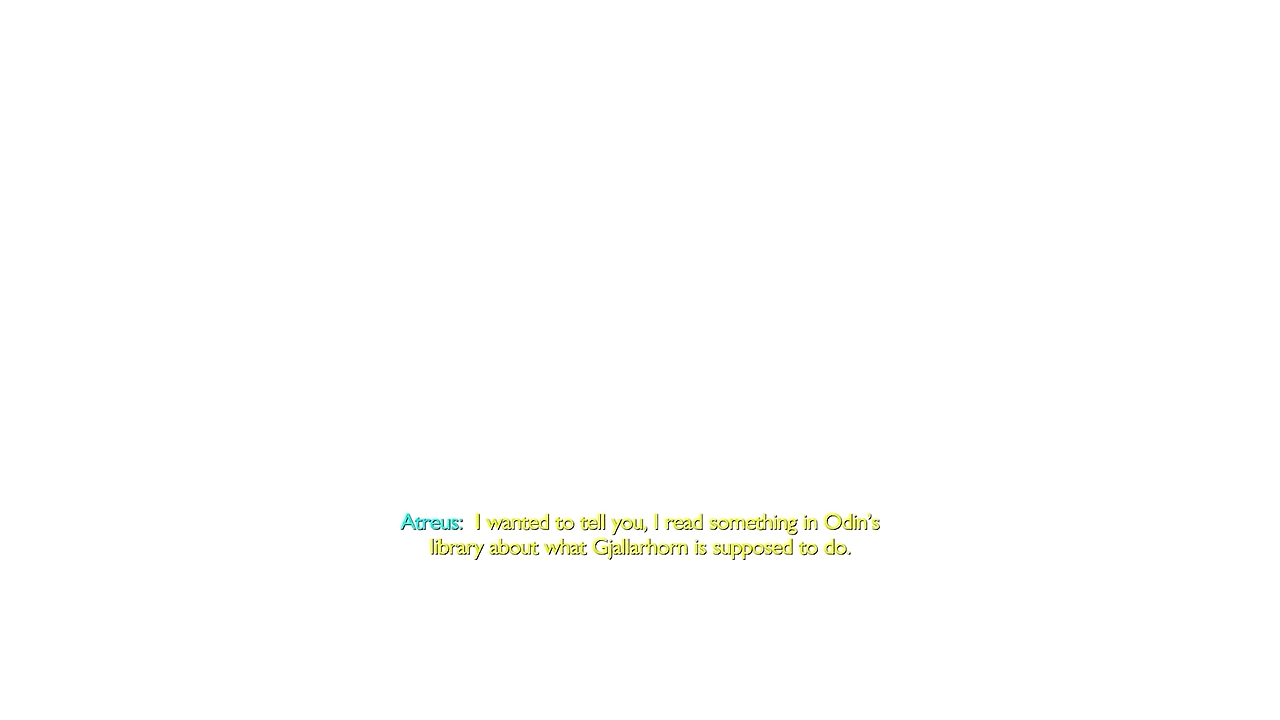 Atreus: I wanted to tell you, I read something in Odin's
library about what Gjallarhorn is supposed to do.